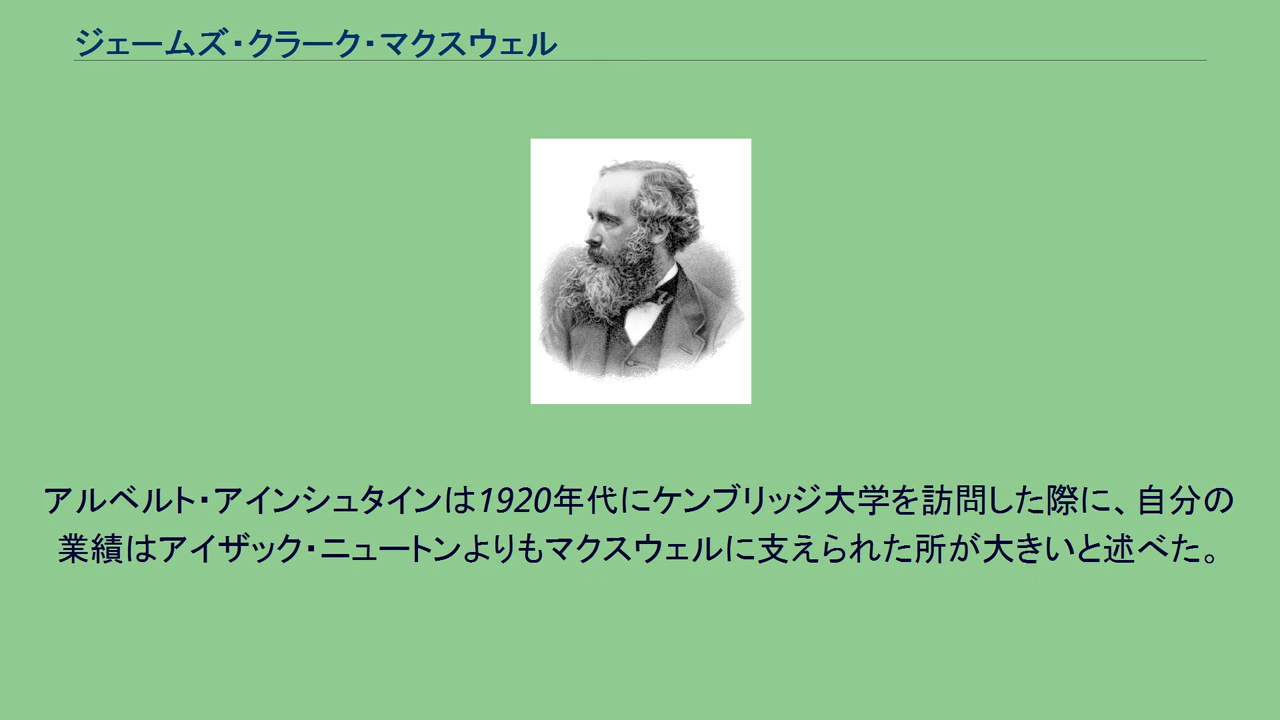 ジェームズ・クラーク・マクスウェル
アルベルト・アインシュタインは1920年代にケンブリッジ大学を訪問した際に、自分の
業績はアイザック・ニュートンよりもマクスウェルに支えられた所が大きいと述べた。